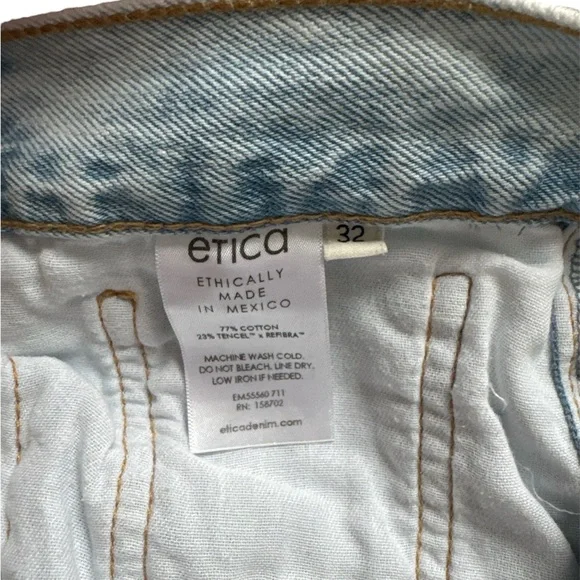 etica
32
ETHICALLY
MADE
IN MEXICO
77% COTTON
23% TENCEL™ x REFIBRA™
MACHINE WASH COLD.
DO NOT BLEACH. LINE DRY.
LOW IRON IF NEEDED.
EM55560 711
RN: 158702
eticadenim.com